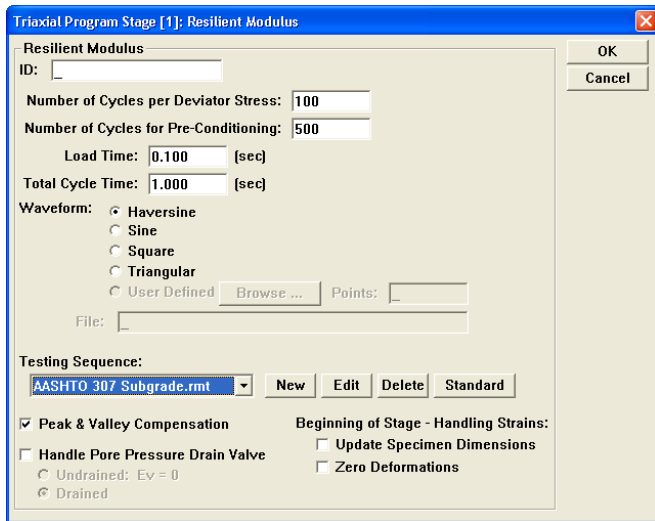 Triaxial Program Stage [1]: Resilient Modulus
Resilient Modulus
OK
ID: _
Cancel
Number of Cycles per Deviator Stress: 100
Number of Cycles for Pre-Conditioning: 500
Load Time: 0.100 (sec)
Total Cycle Time: 1.000 (sec)
Waveform: Haversine
Sine
Square
Triangular
User Defined Browse ... Points: _
File: _
Testing Sequence:
AASHTO 307 Subgrade.rmt New Edit Delete Standard
Peak & Valley Compensation
Beginning of Stage - Handling Strains:
Update Specimen Dimensions
Handle Pore Pressure Drain Valve
Zero Deformations
Undrained: Ev = 0
Drained